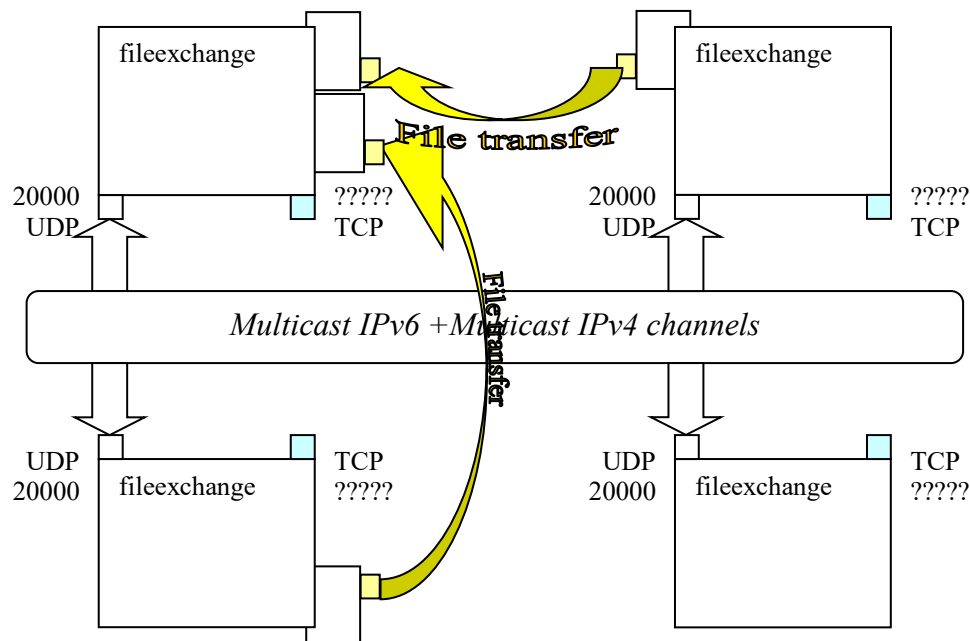 fileexchange
fileexchange
File transfer
20000
?????
20000
?????
UDP
TCP
UDP
TCP
File transfer
Multicast IPv6 +Multicast IPv4 channels
UDP
TCP
UDP
TCP
20000
fileexchange
?????
20000
fileexchange
?????